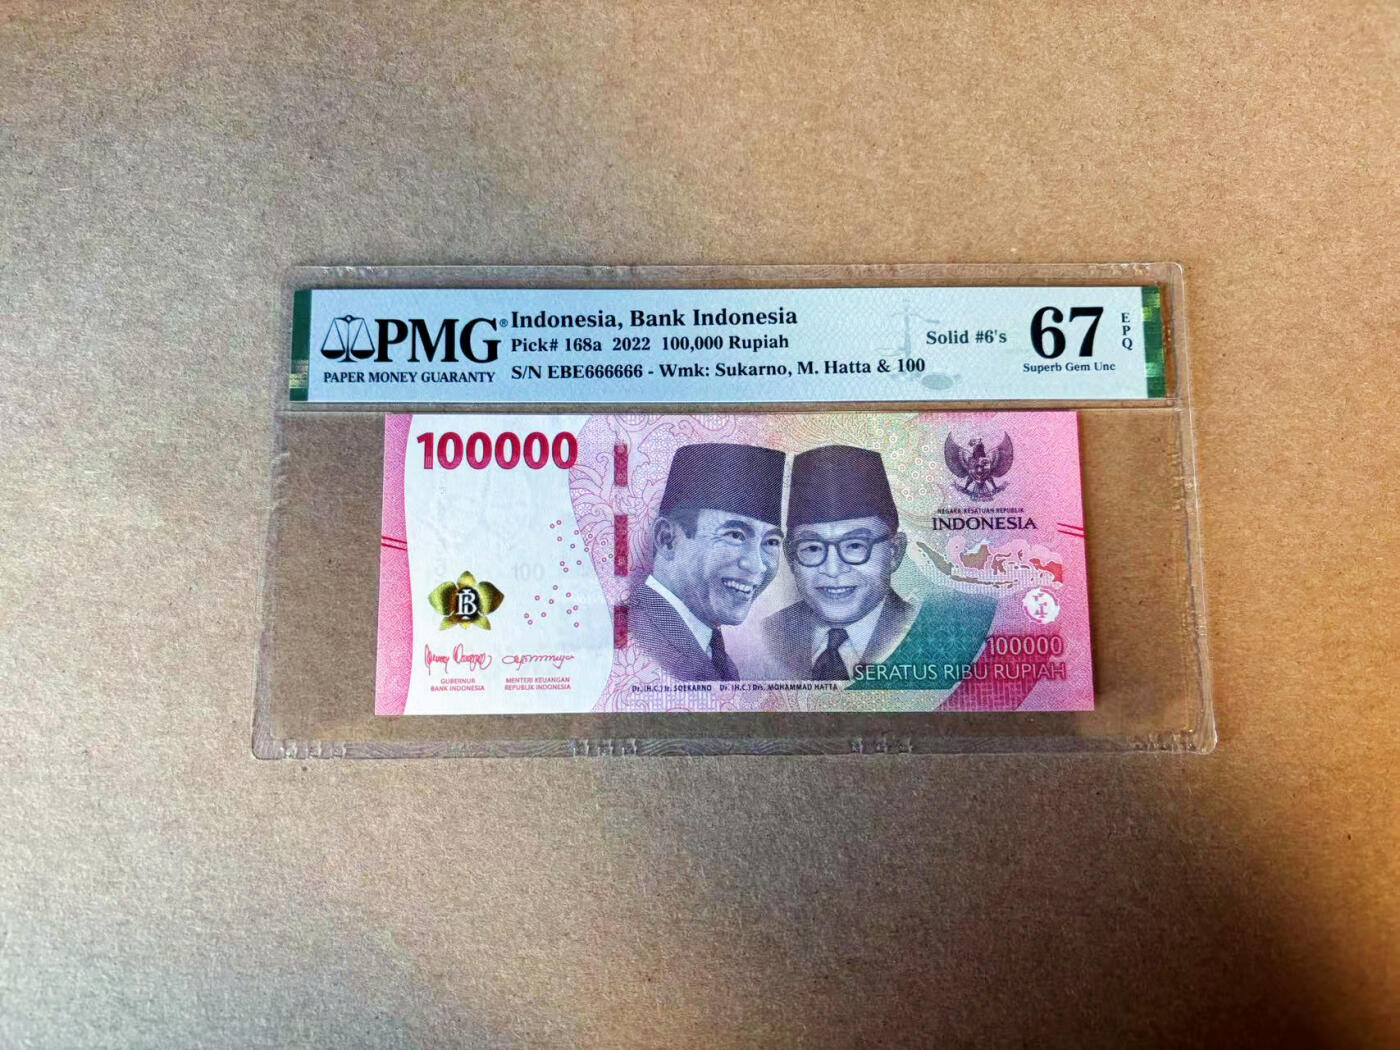 PMG®
PAPER MONEY GUARANTY
Indonesia, Bank Indonesia
Pick# 168a 2022 100,000 Rupiah
S/N EBE666666 - Wmk: Sukarno, M. Hatta & 100
Solid #6's
67
EPQ
Superb Gem Unc
100000
NEGARA KESATUAN REPUBLIK
INDONESIA
100
GUBERNUR
BANK INDONESIA
MENTERI KEUANGAN
REPUBLIK INDONESIA
Dr. (H.C.) Ir. SOEKARNO Dr. (H.C.) Drs. MOHAMMAD HATTA
100000
SERATUS RIBU RUPIAH